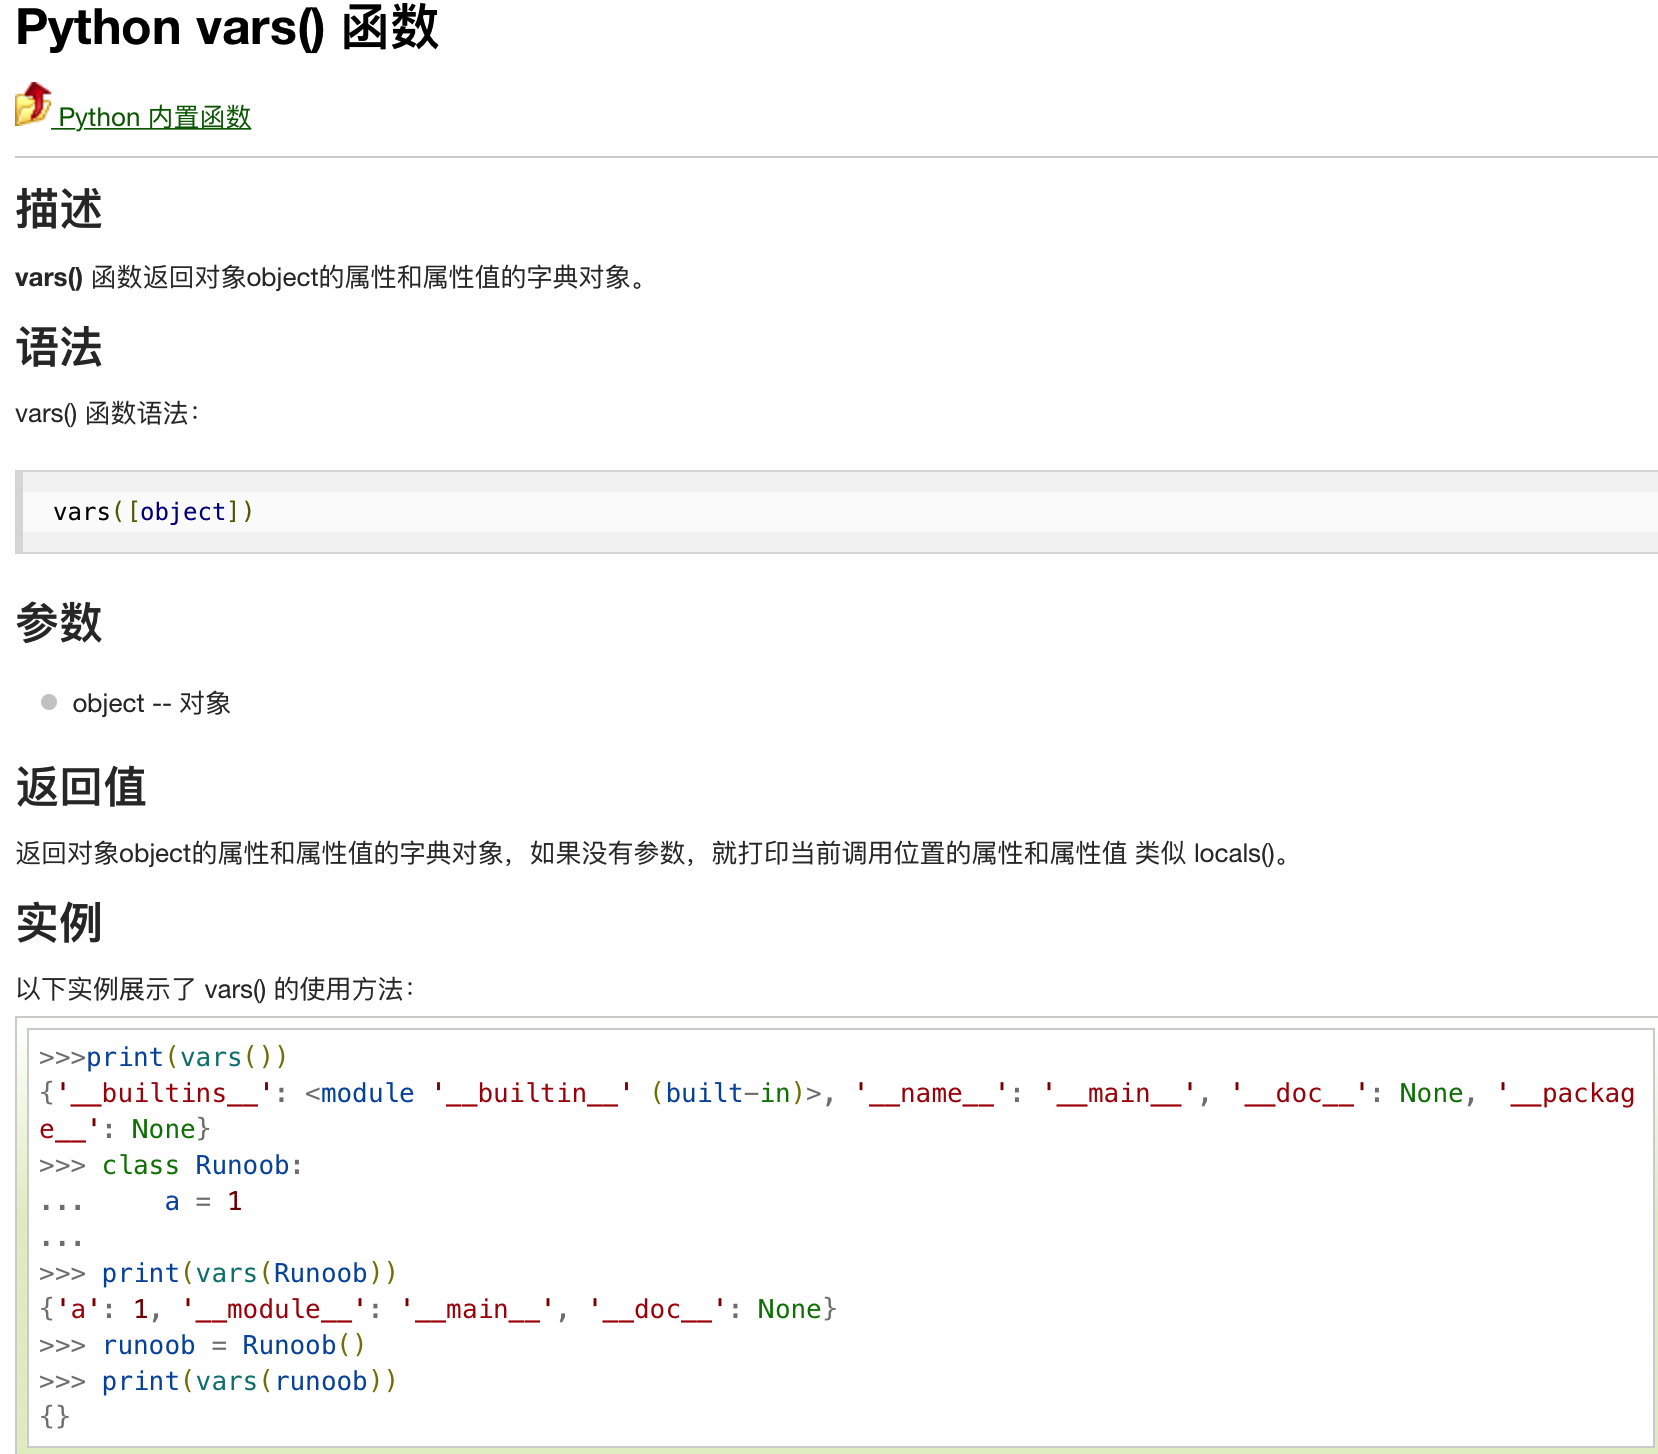 Python vars() 函数
Python 内置函数
描述
vars() 函数返回对象object的属性和属性值的字典对象。
语法
vars() 函数语法：
vars([object])
参数
object -- 对象
返回值
返回对象object的属性和属性值的字典对象，如果没有参数，就打印当前调用位置的属性和属性值 类似 locals()。
实例
以下实例展示了 vars() 的使用方法：
>>>print(vars())
{'__builtins__': <module '__builtin__' (built-in)>, '__name__': '__main__', '__doc__': None, '__packag
e__': None}
>>> class Runoob:
...     a = 1
...
>>> print(vars(Runoob))
{'a': 1, '__module__': '__main__', '__doc__': None}
>>> runoob = Runoob()
>>> print(vars(runoob))
{}